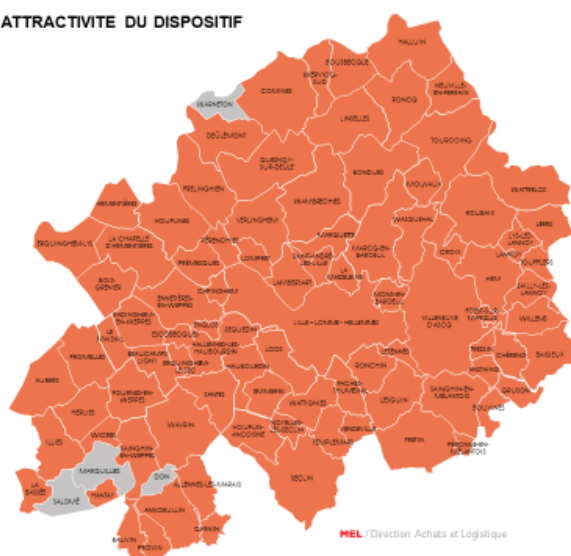 ATTRACTIVITE DU DISPOSITIF
HALLUIN
BOUSBECQUE
WERVICQ-
SUD
COMINES
NEUVILLE-
EN-FERRAIN
RONCQ
WARNETON
LINSELLES
DEÛLÉMONT
TOURCOING
QUESNOY-
SUR-DEÛLE
BONDUES
MOUVAUX
FRELINGHIEN
WATTRELOS
ARMENTIÈRES
WAMBRECHIES
ROUBAIX
HOUPLINES
VERLINGHEM
WASQUEHAL
LEERS
MARQUETTE
LYS-LEZ-
LANNOY
ERQUINGHEM-LYS
LA CHAPELLE
D'ARMENTIÈRES
PÉRENCHIES
MARCQ-EN-
BAROEUL
CROIX
LANNOY
TOUFFLERS
LOMPRET
SAINT-ANDRÉ-
LEZ-LILLE
PRÉMESQUES
LA
MADELEINE
HEM
SAILLY-LEZ-
LANNOY
BOIS-
GRENIER
LAMBERSART
CAPINGHEM
ENNETIÈRES-
EN-WEPPES
MONS-EN-
BAROEUL
FOREST-SUR-
MARQUE
WILLEMS
RADINGHEM-
EN-WEPPES
LILLE - LOMME - HELLEMMES
VILLENEUVE
D'ASCQ
ENGLOS
SEQUEDIN
LE
MAISNIL
ESCOBECQUES
HALLENNES-LEZ-
HAUBOURDIN
LOOS
LEZENNES
TRESSIN
CHÉRENG
BAISIEUX
FROMELLES
BEAUCAMPS-
LIGNY
ERQUINGHEM-
LE-SEC
HAUBOURDIN
RONCHIN
ANSTAING
AUBERS
FOURNES-EN-
WEPPES
SANTES
EMMERIN
WATTIGNIES
FACHES-
THUMESNIL
LESQUIN
SAINGHIN-EN-
MÉLANTOIS
GRUSON
BOUVINES
HERLIES
WAVRIN
HOUPLIN-
ANCOISNE
NOYELLES-
LES-SECLIN
VENDEVILLE
TEMPLEMARS
FRETIN
PÉRONNE-EN-
MÉLANTOIS
ILLIES
WICRES
SAINGHIN-
EN-WEPPES
MARQUILLIES
DON
LA
BASSÉE
SALOMÉ
HANTAY
ALLENNES-LES-MARAIS
SECLIN
ANNOEULLIN
CARNIN
BAUVIN
PROVIN
MEL / Direction Achats et Logistique